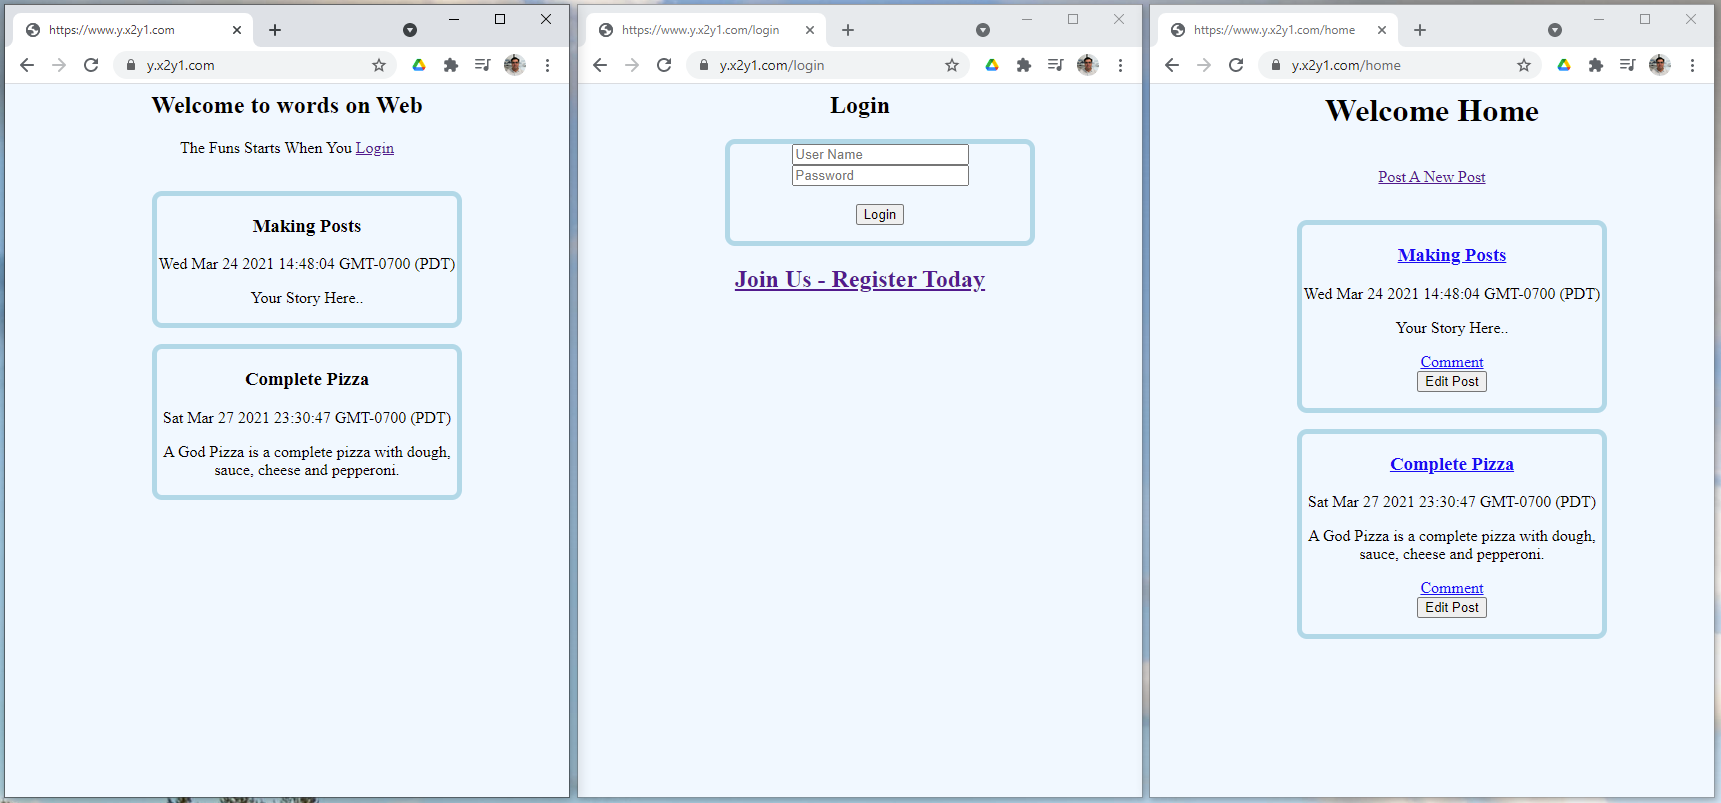 https://www.y.x2y1.com
y.x2y1.com
Welcome to words on Web
The Funs Starts When You Login
Making Posts
Wed Mar 24 2021 14:48:04 GMT-0700 (PDT)
Your Story Here..
Complete Pizza
Sat Mar 27 2021 23:30:47 GMT-0700 (PDT)
A God Pizza is a complete pizza with dough,
sauce, cheese and pepperoni.
https://www.y.x2y1.com/login
y.x2y1.com/login
Login
User Name
Password
Login
Join Us - Register Today
https://www.y.x2y1.com/home
y.x2y1.com/home
Welcome Home
Post A New Post
Making Posts
Wed Mar 24 2021 14:48:04 GMT-0700 (PDT)
Your Story Here..
Comment
Edit Post
Complete Pizza
Sat Mar 27 2021 23:30:47 GMT-0700 (PDT)
A God Pizza is a complete pizza with dough,
sauce, cheese and pepperoni.
Comment
Edit Post